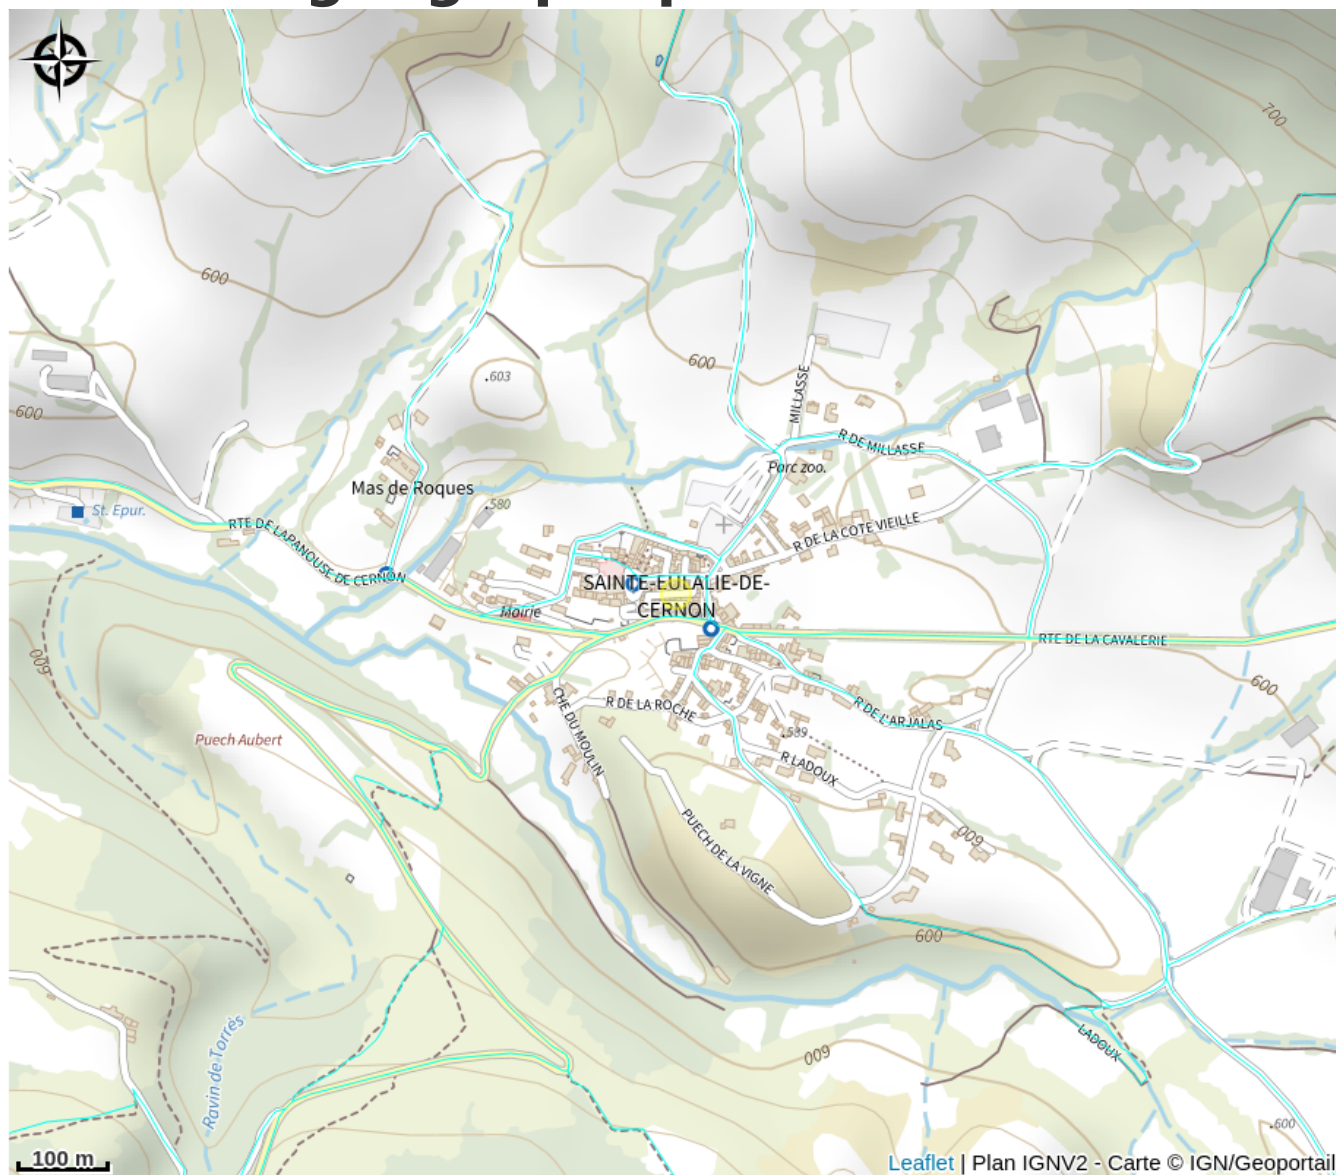 700
600
600
600
.603
MILLASSE
R DE MILLASSE
Parc zoo.
Mas de Roques
.580
St. Epur.
RTE DE LAPANOUSE DE CERNON
R DE LA COTE VIEILLE
SAINTE-EULALIE-DE-
CERNON
Mairie
RTE DE LA CAVALERIE
600
600
CHE DU MOULIN
R DE LA ROCHE
R DE L'ARJALAS
.589
Puech Aubert
R LADOUX
PUECH DE LA VIGNE
600
600
LADOUX
600
Ravin de Torrès
.600
100 m
Leaflet | Plan IGNV2 - Carte © IGN/Geoportail